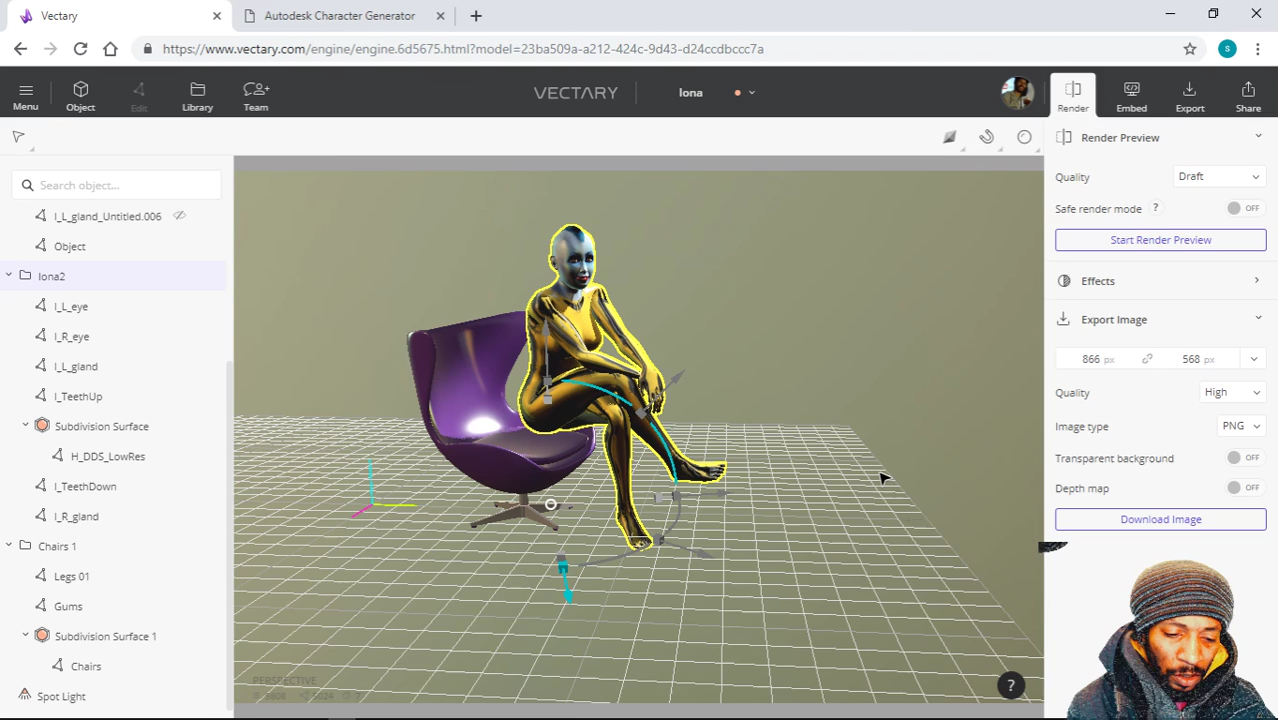 Vectary
Autodesk Character Generator
https://www.vectary.com/engine/engine.6d5675.html?model=23ba509a-a212-424c-9d43-d24ccdbccc7a
S
Menu
Object
Edit
Library
Team
VECTARY
Iona
Render
Embed
Export
Share
Search object...
I_L_gland_Untitled.006
Object
Iona2
I_L_eye
I_R_eye
I_L_gland
I_TeethUp
Subdivision Surface
H_DDS_LowRes
I_TeethDown
I_R_gland
Chairs 1
Legs 01
Gums
Subdivision Surface 1
Chairs
Spot Light
PERSPECTIVE
?
Render Preview
Quality
Draft
Safe render mode ?
OFF
Start Render Preview
Effects
Export Image
866 px
568 px
Quality
High
Image type
PNG
Transparent background
OFF
Depth map
OFF
Download Image